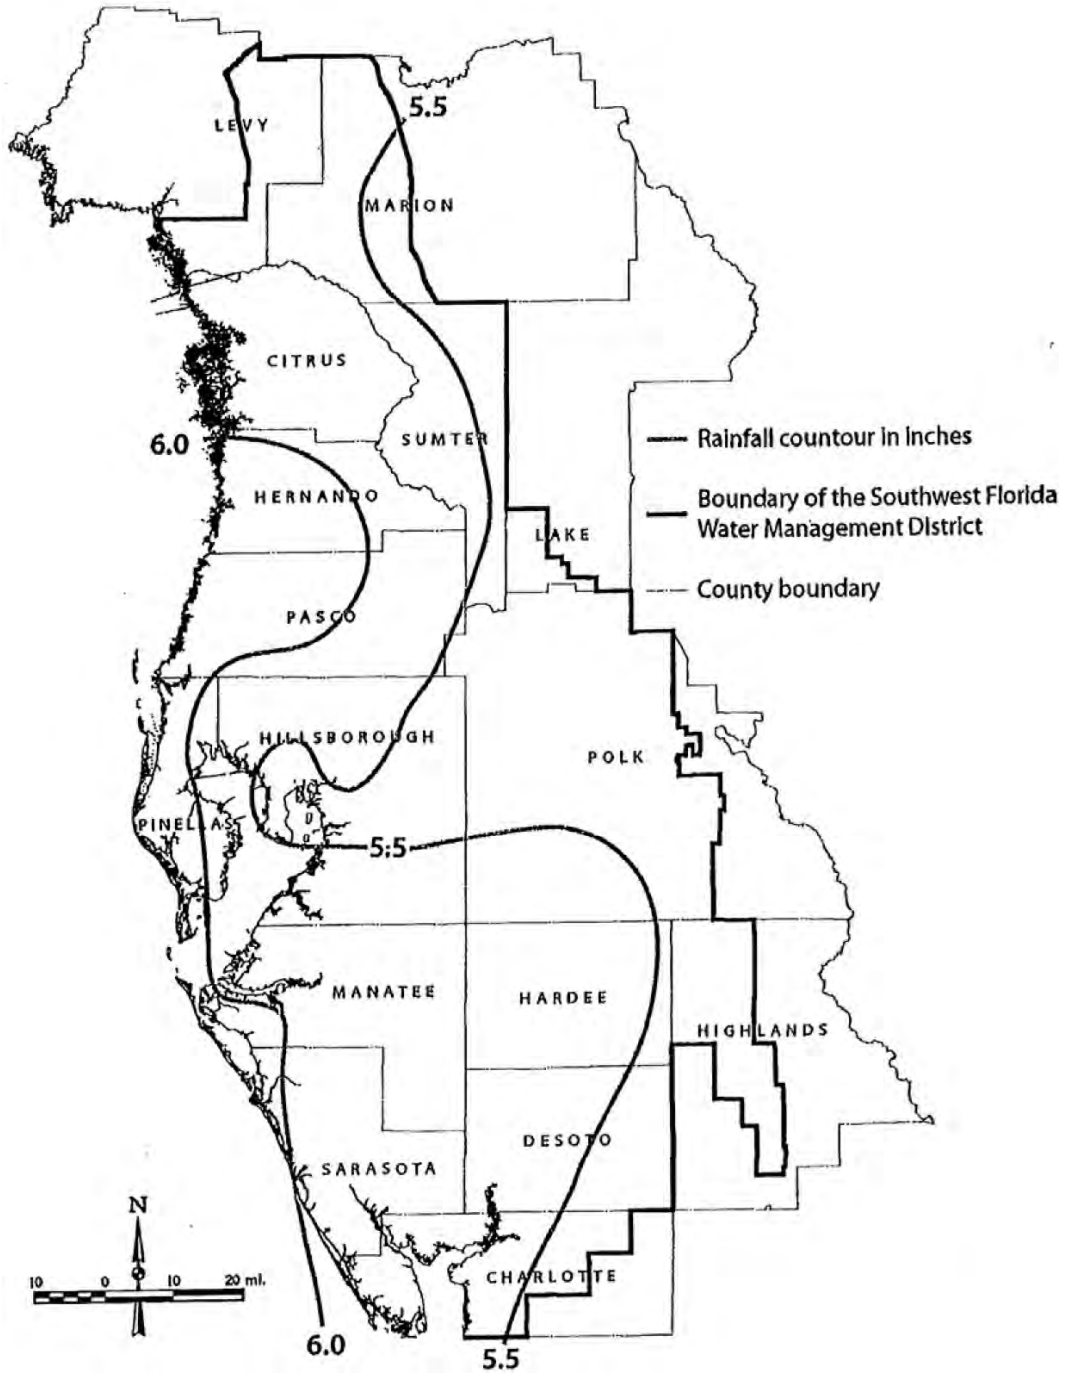 5.5
LEVY
MARION
CITRUS
6.0
SUMTER
Rainfall countour in inches
HERNANDO
Boundary of the Southwest Florida
Water Management District
LAKE
County boundary
PASCO
HILLSBOROUGH
POLK
PINELLAS
5.5
MANATEE
HARDEE
HIGHLANDS
DESOTO
SARASOTA
N
CHARLOTTE
10 0 10 20 mi.
6.0
5.5